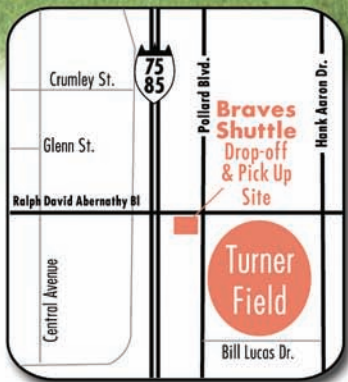 Crumley St.
75
85
Pollard Blvd.
Hank Aaron Dr.
Braves
Shuttle
Drop-off
& Pick Up
Site
Glenn St.
Ralph David Abernathy Bl
Central Avenue
Turner
Field
Bill Lucas Dr.